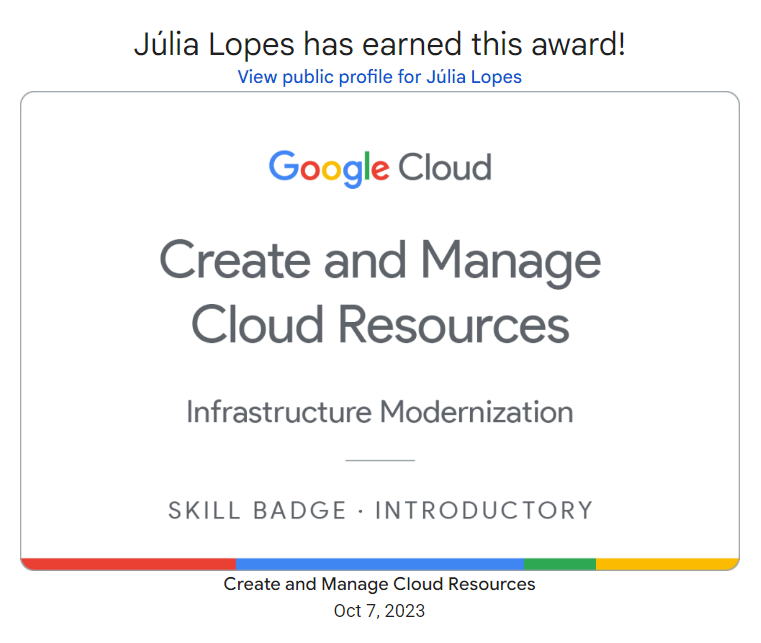 Júlia Lopes has earned this award!
View public profile for Júlia Lopes
Google Cloud
Create and Manage
Cloud Resources
Infrastructure Modernization
SKILL BADGE · INTRODUCTORY
Create and Manage Cloud Resources
Oct 7, 2023